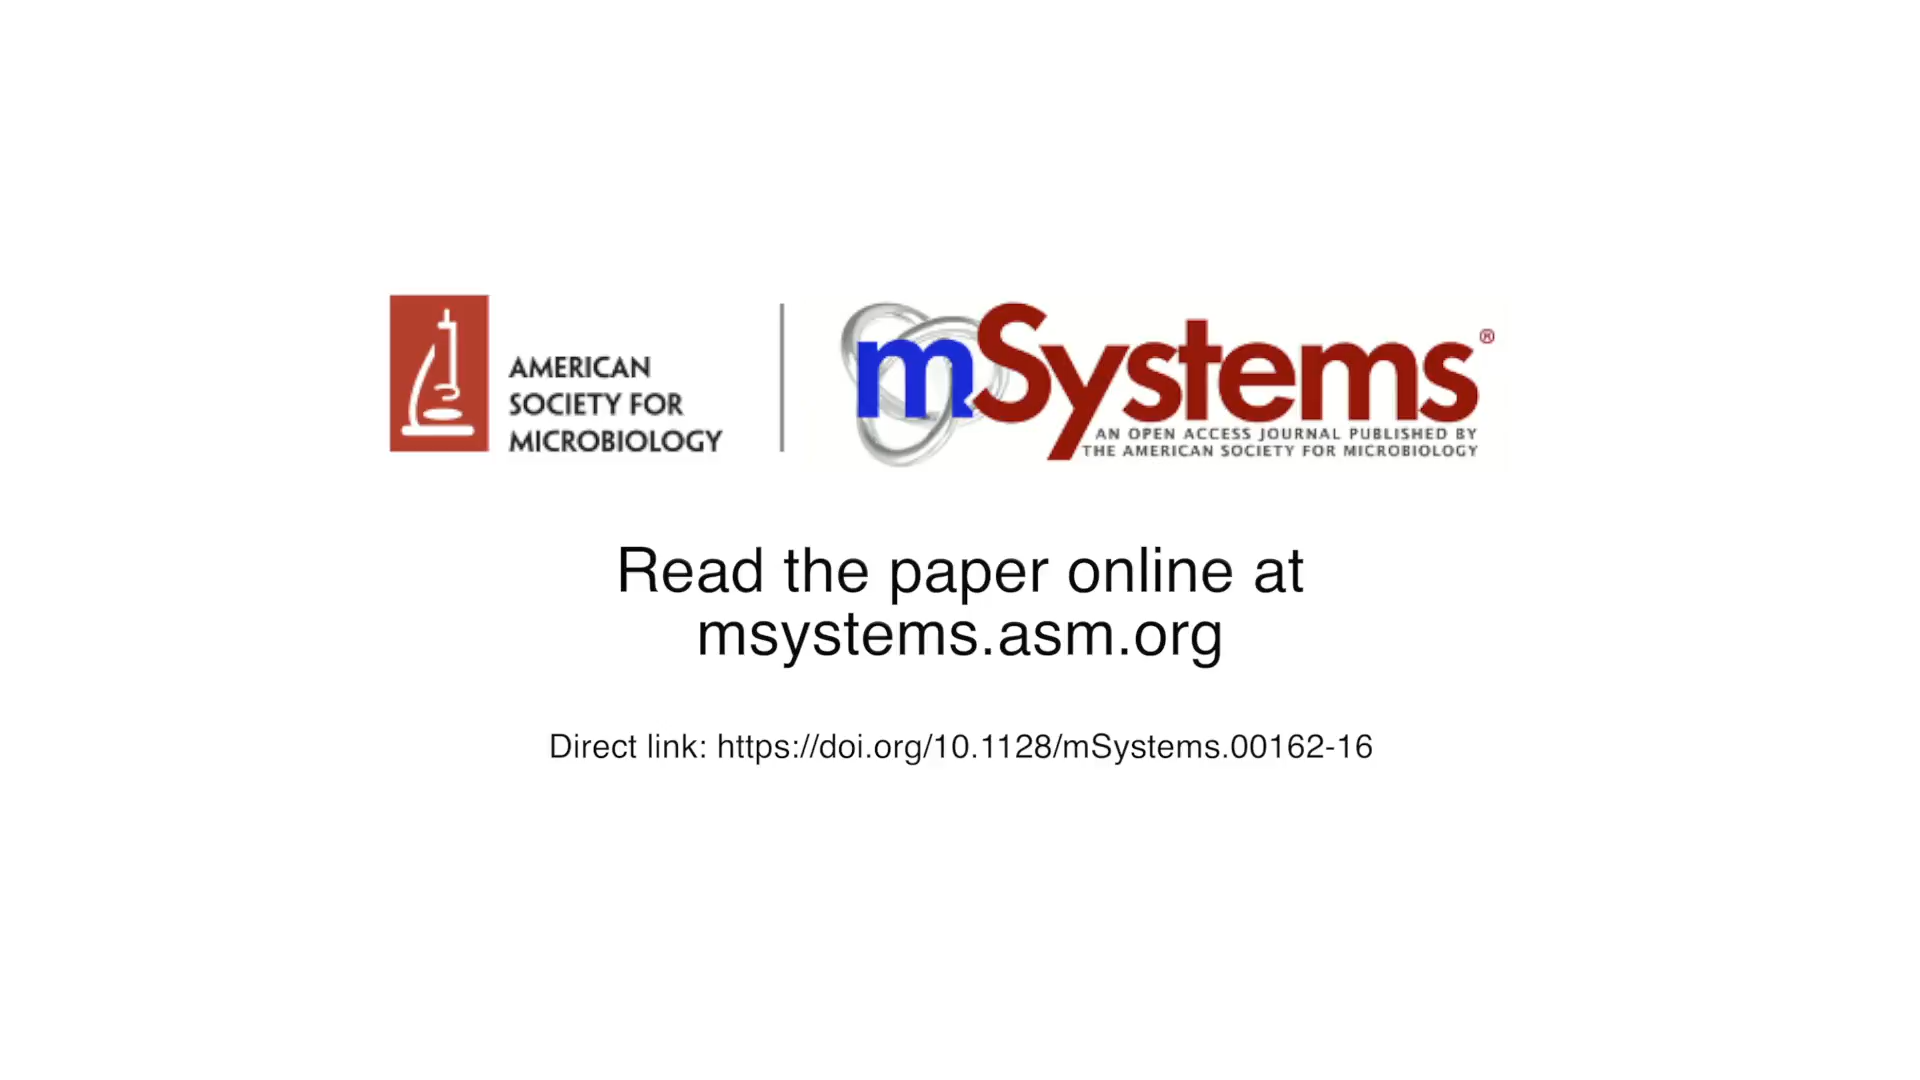 AMERICAN
SOCIETY FOR
MICROBIOLOGY
mSystems®
AN OPEN ACCESS JOURNAL PUBLISHED BY
THE AMERICAN SOCIETY FOR MICROBIOLOGY
Read the paper online at
msystems.asm.org
Direct link: https://doi.org/10.1128/mSystems.00162-16